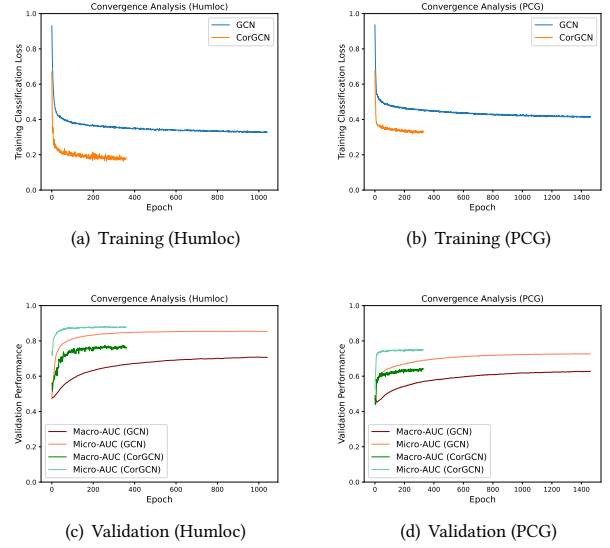 Convergence Analysis (Humloc)
GCN
CorGCN
Training Classification Loss
1.0
0.8
0.6
0.4
0.2
0.0
0 200 400 600 800 1000
Epoch
(a) Training (Humloc)
Convergence Analysis (PCG)
GCN
CorGCN
Training Classification Loss
1.0
0.8
0.6
0.4
0.2
0.0
0 200 400 600 800 1000 1200 1400
Epoch
(b) Training (PCG)
Convergence Analysis (Humloc)
Validation Performance
1.0
0.8
0.6
0.4
0.2
0.0
Macro-AUC (GCN)
Micro-AUC (GCN)
Macro-AUC (CorGCN)
Micro-AUC (CorGCN)
0 200 400 600 800 1000
Epoch
(c) Validation (Humloc)
Convergence Analysis (PCG)
Validation Performance
1.0
0.8
0.6
0.4
0.2
0.0
Macro-AUC (GCN)
Micro-AUC (GCN)
Macro-AUC (CorGCN)
Micro-AUC (CorGCN)
0 200 400 600 800 1000 1200 1400
Epoch
(d) Validation (PCG)